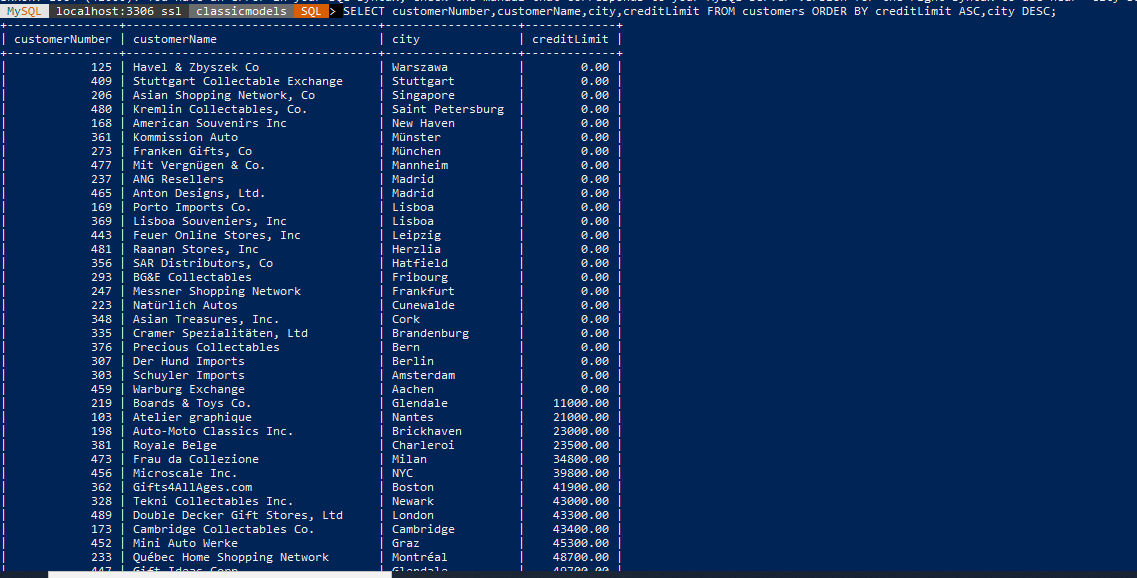 MySQL localhost:3306 ssl classicmodels SQL > SELECT customerNumber,customerName,city,creditLimit FROM customers ORDER BY creditLimit ASC,city DESC;
| customerNumber | customerName | city | creditLimit |
| 125 | Havel & Zbyszek Co | Warszawa | 0.00 |
| 409 | Stuttgart Collectable Exchange | Stuttgart | 0.00 |
| 206 | Asian Shopping Network, Co | Singapore | 0.00 |
| 480 | Kremlin Collectables, Co. | Saint Petersburg | 0.00 |
| 168 | American Souvenirs Inc | New Haven | 0.00 |
| 361 | Kommission Auto | Münster | 0.00 |
| 273 | Franken Gifts, Co | München | 0.00 |
| 477 | Mit Vergnügen & Co. | Mannheim | 0.00 |
| 237 | ANG Resellers | Madrid | 0.00 |
| 465 | Anton Designs, Ltd. | Madrid | 0.00 |
| 169 | Porto Imports Co. | Lisboa | 0.00 |
| 369 | Lisboa Souveniers, Inc | Lisboa | 0.00 |
| 443 | Feuer Online Stores, Inc | Leipzig | 0.00 |
| 481 | Raanan Stores, Inc | Herzlia | 0.00 |
| 356 | SAR Distributors, Co | Hatfield | 0.00 |
| 293 | BG&E Collectables | Fribourg | 0.00 |
| 247 | Messner Shopping Network | Frankfurt | 0.00 |
| 223 | Natürlich Autos | Cunewalde | 0.00 |
| 348 | Asian Treasures, Inc. | Cork | 0.00 |
| 335 | Cramer Spezialitäten, Ltd | Brandenburg | 0.00 |
| 376 | Precious Collectables | Bern | 0.00 |
| 307 | Der Hund Imports | Berlin | 0.00 |
| 303 | Schuyler Imports | Amsterdam | 0.00 |
| 459 | Warburg Exchange | Aachen | 0.00 |
| 219 | Boards & Toys Co. | Glendale | 11000.00 |
| 103 | Atelier graphique | Nantes | 21000.00 |
| 198 | Auto-Moto Classics Inc. | Brickhaven | 23000.00 |
| 381 | Royale Belge | Charleroi | 23500.00 |
| 473 | Frau da Collezione | Milan | 34800.00 |
| 456 | Microscale Inc. | NYC | 39800.00 |
| 362 | Gifts4AllAges.com | Boston | 41900.00 |
| 328 | Tekni Collectables Inc. | Newark | 43000.00 |
| 489 | Double Decker Gift Stores, Ltd | London | 43300.00 |
| 173 | Cambridge Collectables Co. | Cambridge | 43400.00 |
| 452 | Mini Auto Werke | Graz | 45300.00 |
| 233 | Québec Home Shopping Network | Montréal | 48700.00 |
| 447 | Gift Ideas Corp. | Glendale | 49700.00 |